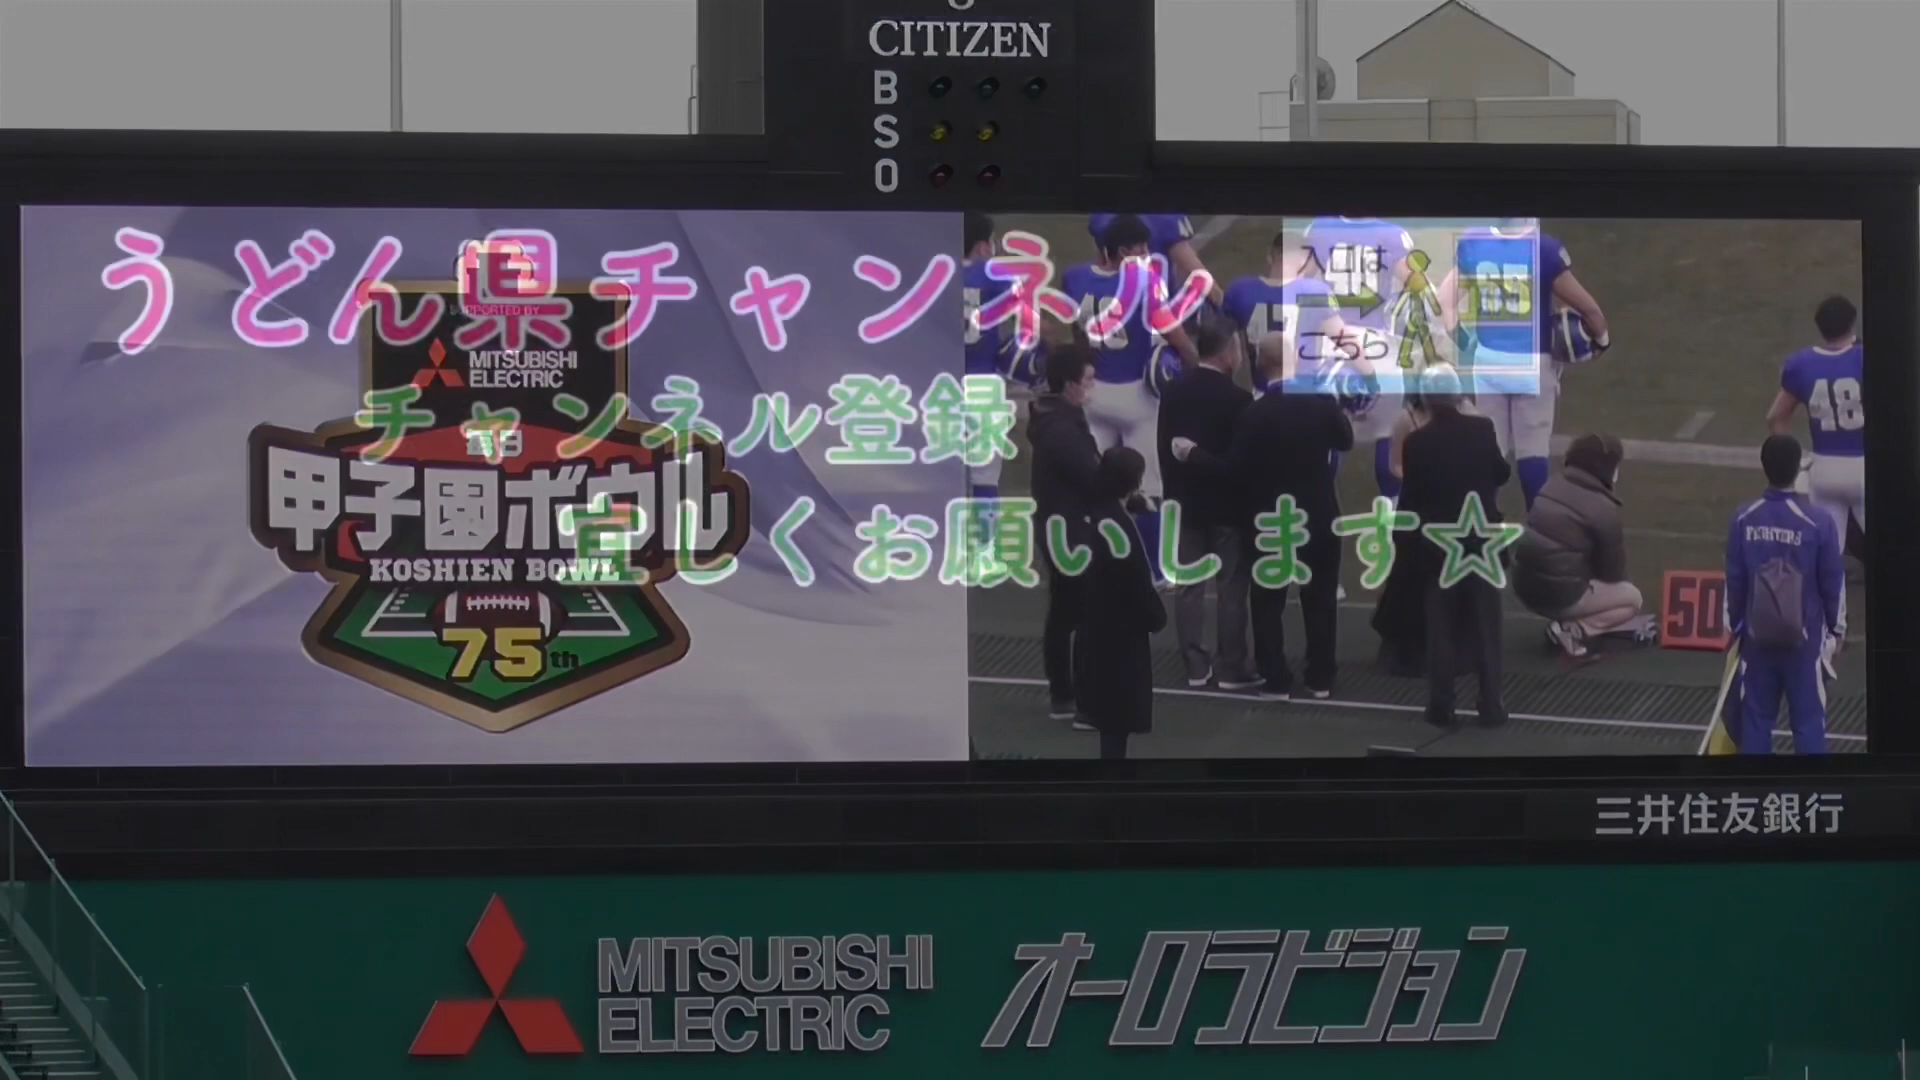 CITIZEN
B
S
O
うどん県チャンネル
チャンネル登録
宜しくお願いします☆
入口は
こちら
SUPPORTED BY
MITSUBISHI
ELECTRIC
毎日
甲子園ボウル
KOSHIEN BOWL
75th
48
FIGHTERS
50
三井住友銀行
MITSUBISHI
ELECTRIC
オーロラビジョン